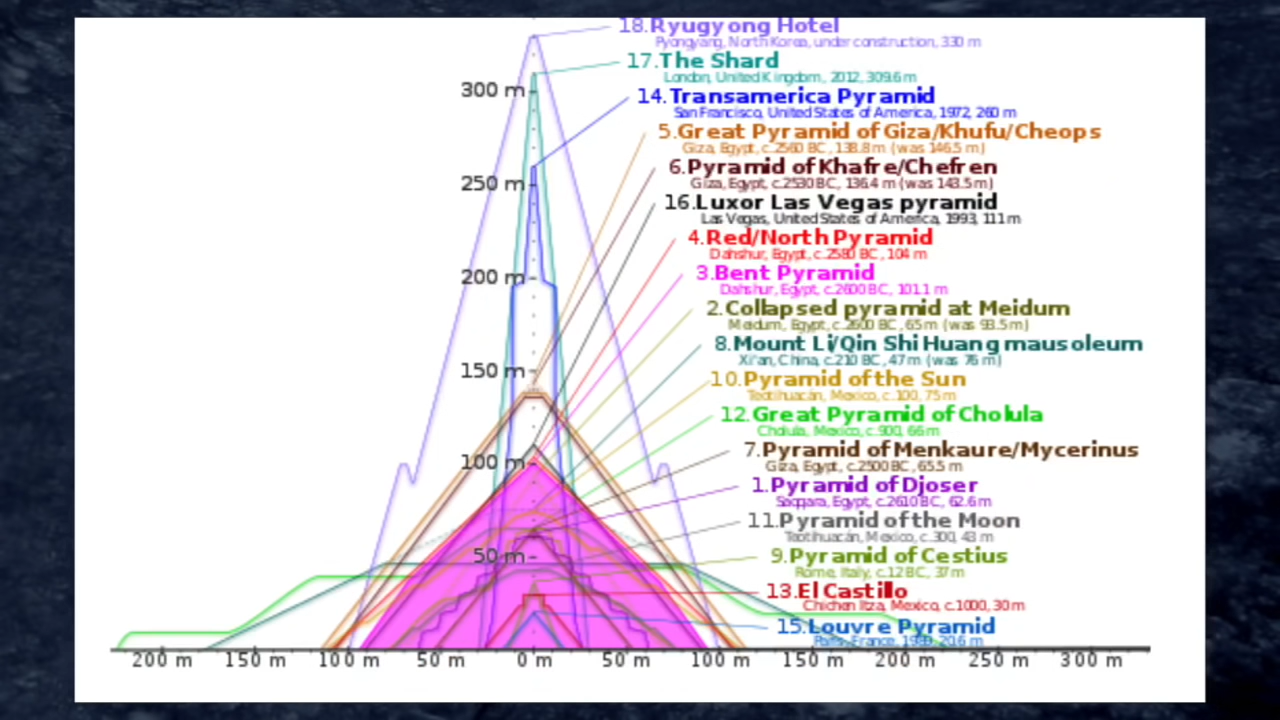 18.Ryugyong Hotel
Pyongyang, North Korea, under construction, 330 m
17.The Shard
London, United Kingdom, 2012, 309.6 m
300 m
14.Transamerica Pyramid
San Francisco, United States of America, 1972, 260 m
5.Great Pyramid of Giza/Khufu/Cheops
Giza, Egypt, c.2560 BC, 138.8 m (was 146.5 m)
6.Pyramid of Khafre/Chefren
Giza, Egypt, c.2530 BC, 136.4 m (was 143.5 m)
250 m
16.Luxor Las Vegas pyramid
Las Vegas, United States of America, 1993, 111 m
4.Red/North Pyramid
Dahshur, Egypt, c.2580 BC, 104 m
3.Bent Pyramid
Dahshur, Egypt, c.2600 BC, 101.1 m
200 m
2.Collapsed pyramid at Meidum
Meidum, Egypt, c.2600 BC, 65 m (was 93.5 m)
8.Mount Li/Qin Shi Huang mausoleum
Xi'an, China, c.210 BC, 47 m (was 76 m)
150 m
10.Pyramid of the Sun
Teotihuacán, Mexico, c.100, 75 m
12.Great Pyramid of Cholula
Cholula, Mexico, c.900, 66 m
7.Pyramid of Menkaure/Mycerinus
Giza, Egypt, c.2500 BC, 65.5 m
100 m
1.Pyramid of Djoser
Saqqara, Egypt, c.2610 BC, 62.6 m
11.Pyramid of the Moon
Teotihuacán, Mexico, c.300, 43 m
50 m
9.Pyramid of Cestius
Rome, Italy, c.12 BC, 37 m
13.El Castillo
Chichen Itza, Mexico, c.1000, 30 m
15.Louvre Pyramid
Paris, France, 20.6 m
200 m 150 m 100 m 50 m 0 m 50 m 100 m 150 m 200 m 250 m 300 m